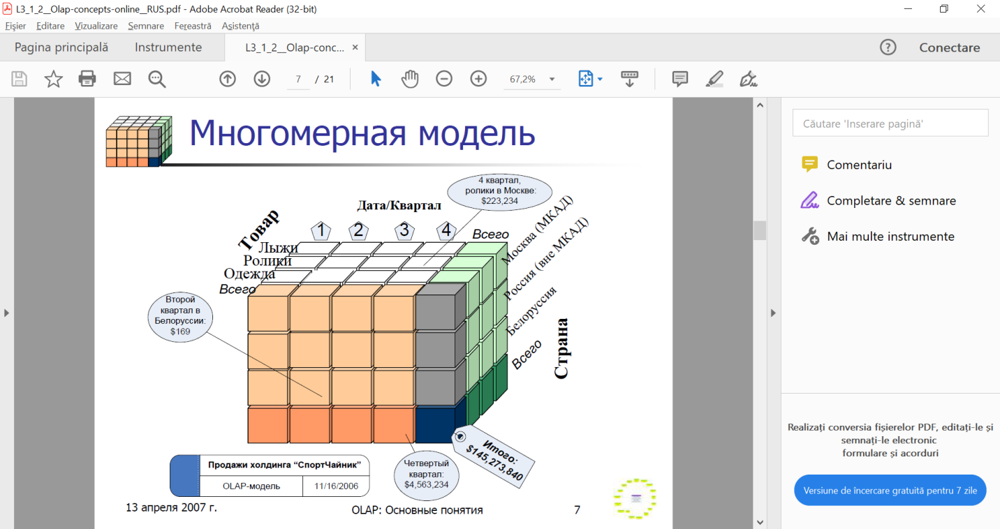 L3_1_2__Olap-concepts-online__RUS.pdf - Adobe Acrobat Reader (32-bit)
Fișier Editare Vizualizare Semnare Fereastră Asistență
Pagina principală Instrumente L3_1_2__Olap-conc... × Conectare
7 / 21 67,2%
Многомерная модель
4 квартал,
ролики в Москве:
$223,234
Дата/Квартал
Товар
1 2 3 4 Всего
Москва (МКАД)
Россия (вне МКАД)
Белоруссия
Всего
Страна
Лыжи
Ролики
Одежда
Всего
Второй
квартал в
Белоруссии:
$169
Итого:
$145,273,840
Четвертый
квартал:
$4,563,234
Продажи холдинга “СпортЧайник”
OLAP-модель 11/16/2006
13 апреля 2007 г. OLAP: Основные понятия 7
Căutare 'Inserare pagină'
Comentariu
Completare & semnare
Mai multe instrumente
Realizați conversia fișierelor PDF, editați-le și
semnați-le electronic
formulare și acorduri
Versiune de încercare gratuită pentru 7 zile